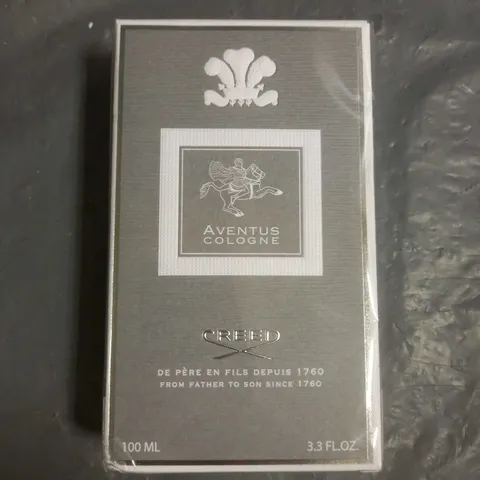 AVENTUS
COLOGNE
CREED
DE PÈRE EN FILS DEPUIS 1760
FROM FATHER TO SON SINCE 1760
100 ML 3.3 FL.OZ.